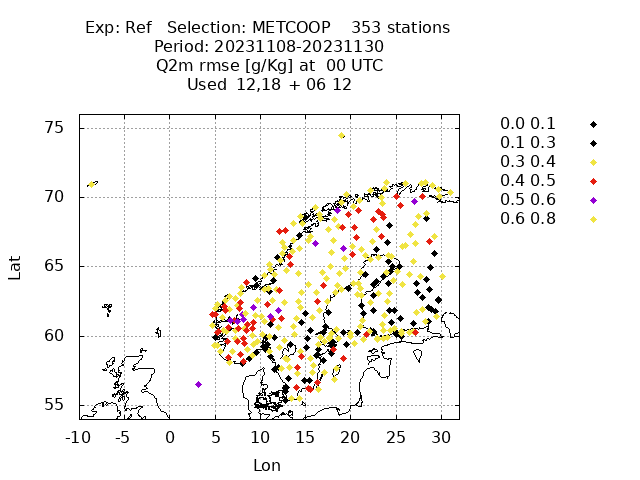 Exp: Ref Selection: METCOOP 353 stations
Period: 20231108-20231130
Q2m rmse [g/Kg] at 00 UTC
Used 12,18 + 06 12
75
70
65
60
55
Lat
-10 -5 0 5 10 15 20 25 30
Lon
0.0 0.1
0.1 0.3
0.3 0.4
0.4 0.5
0.5 0.6
0.6 0.8